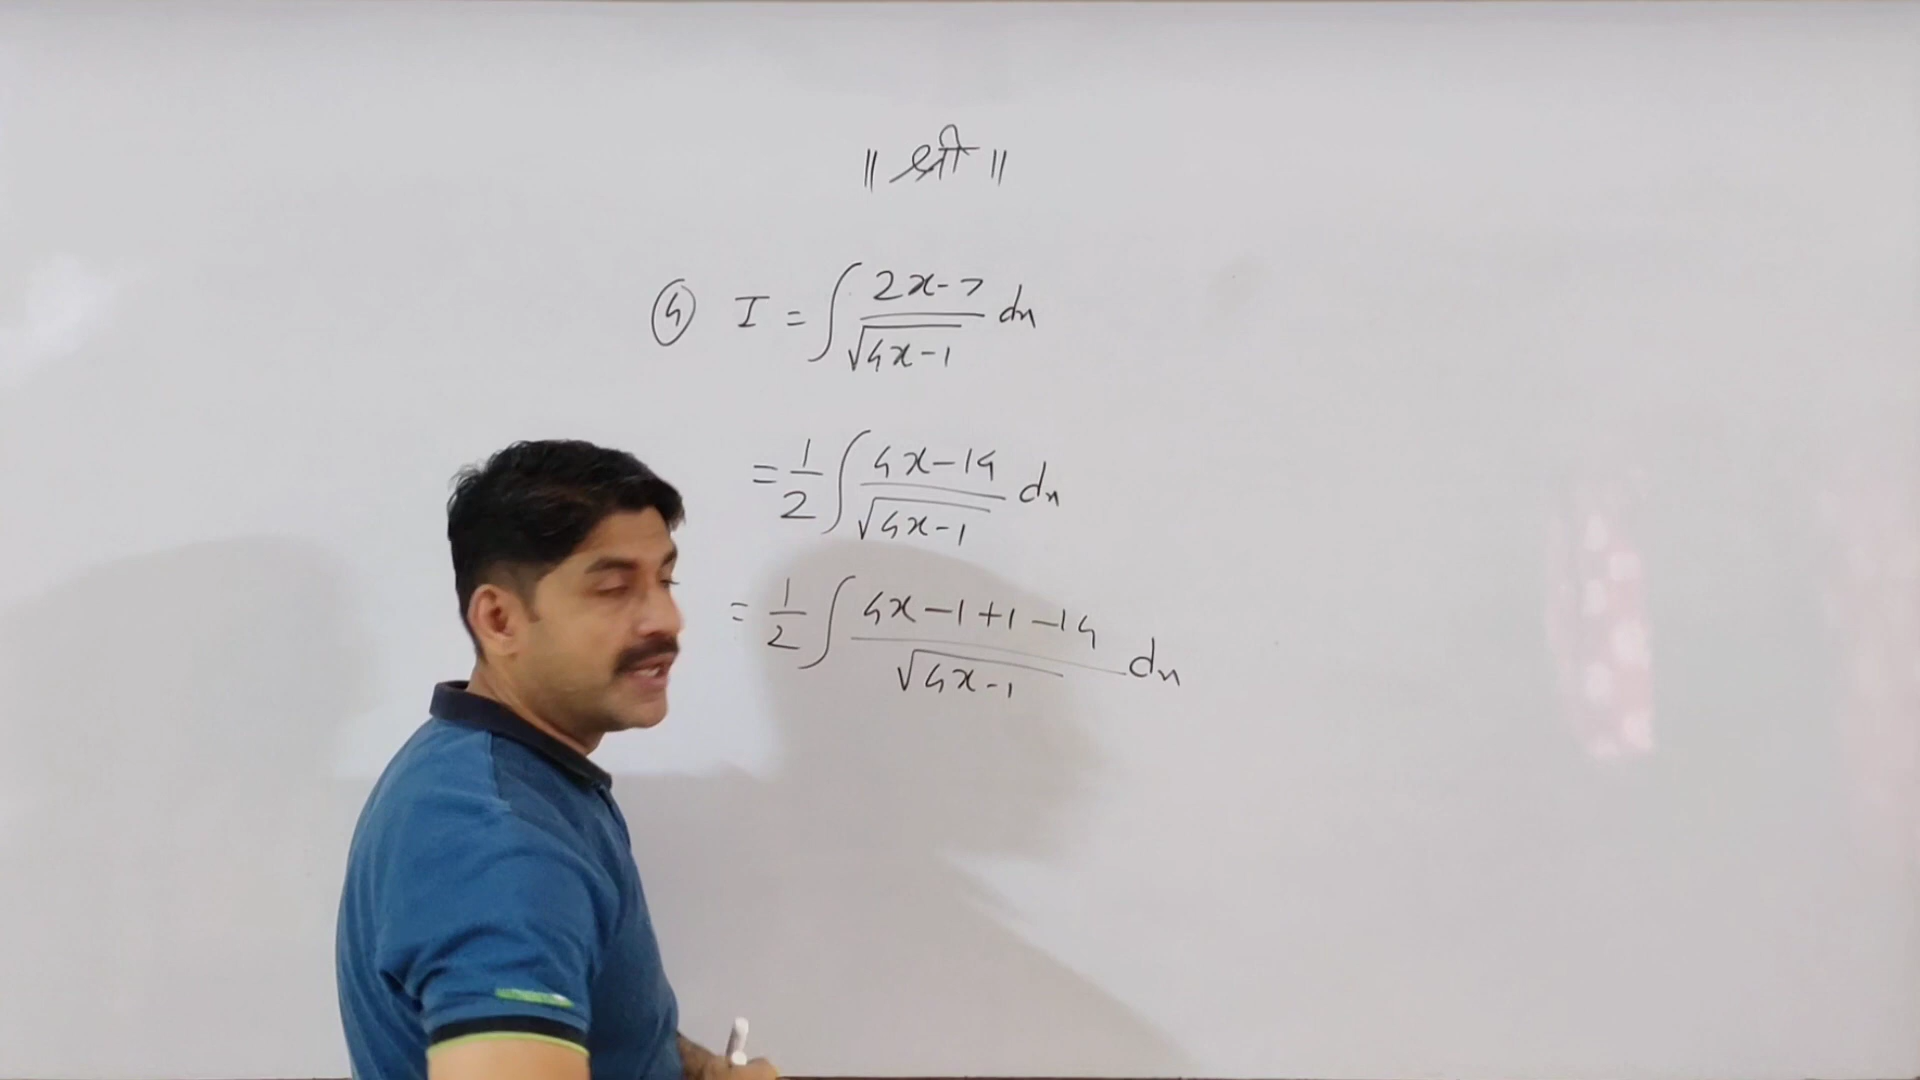 ॥ श्री ॥
④ I = ∫ (2x-7)/√(4x-1) dx
= 1/2 ∫ (4x-14)/√(4x-1) dx
= 1/2 ∫ (4x-1+1-14)/√(4x-1) dx